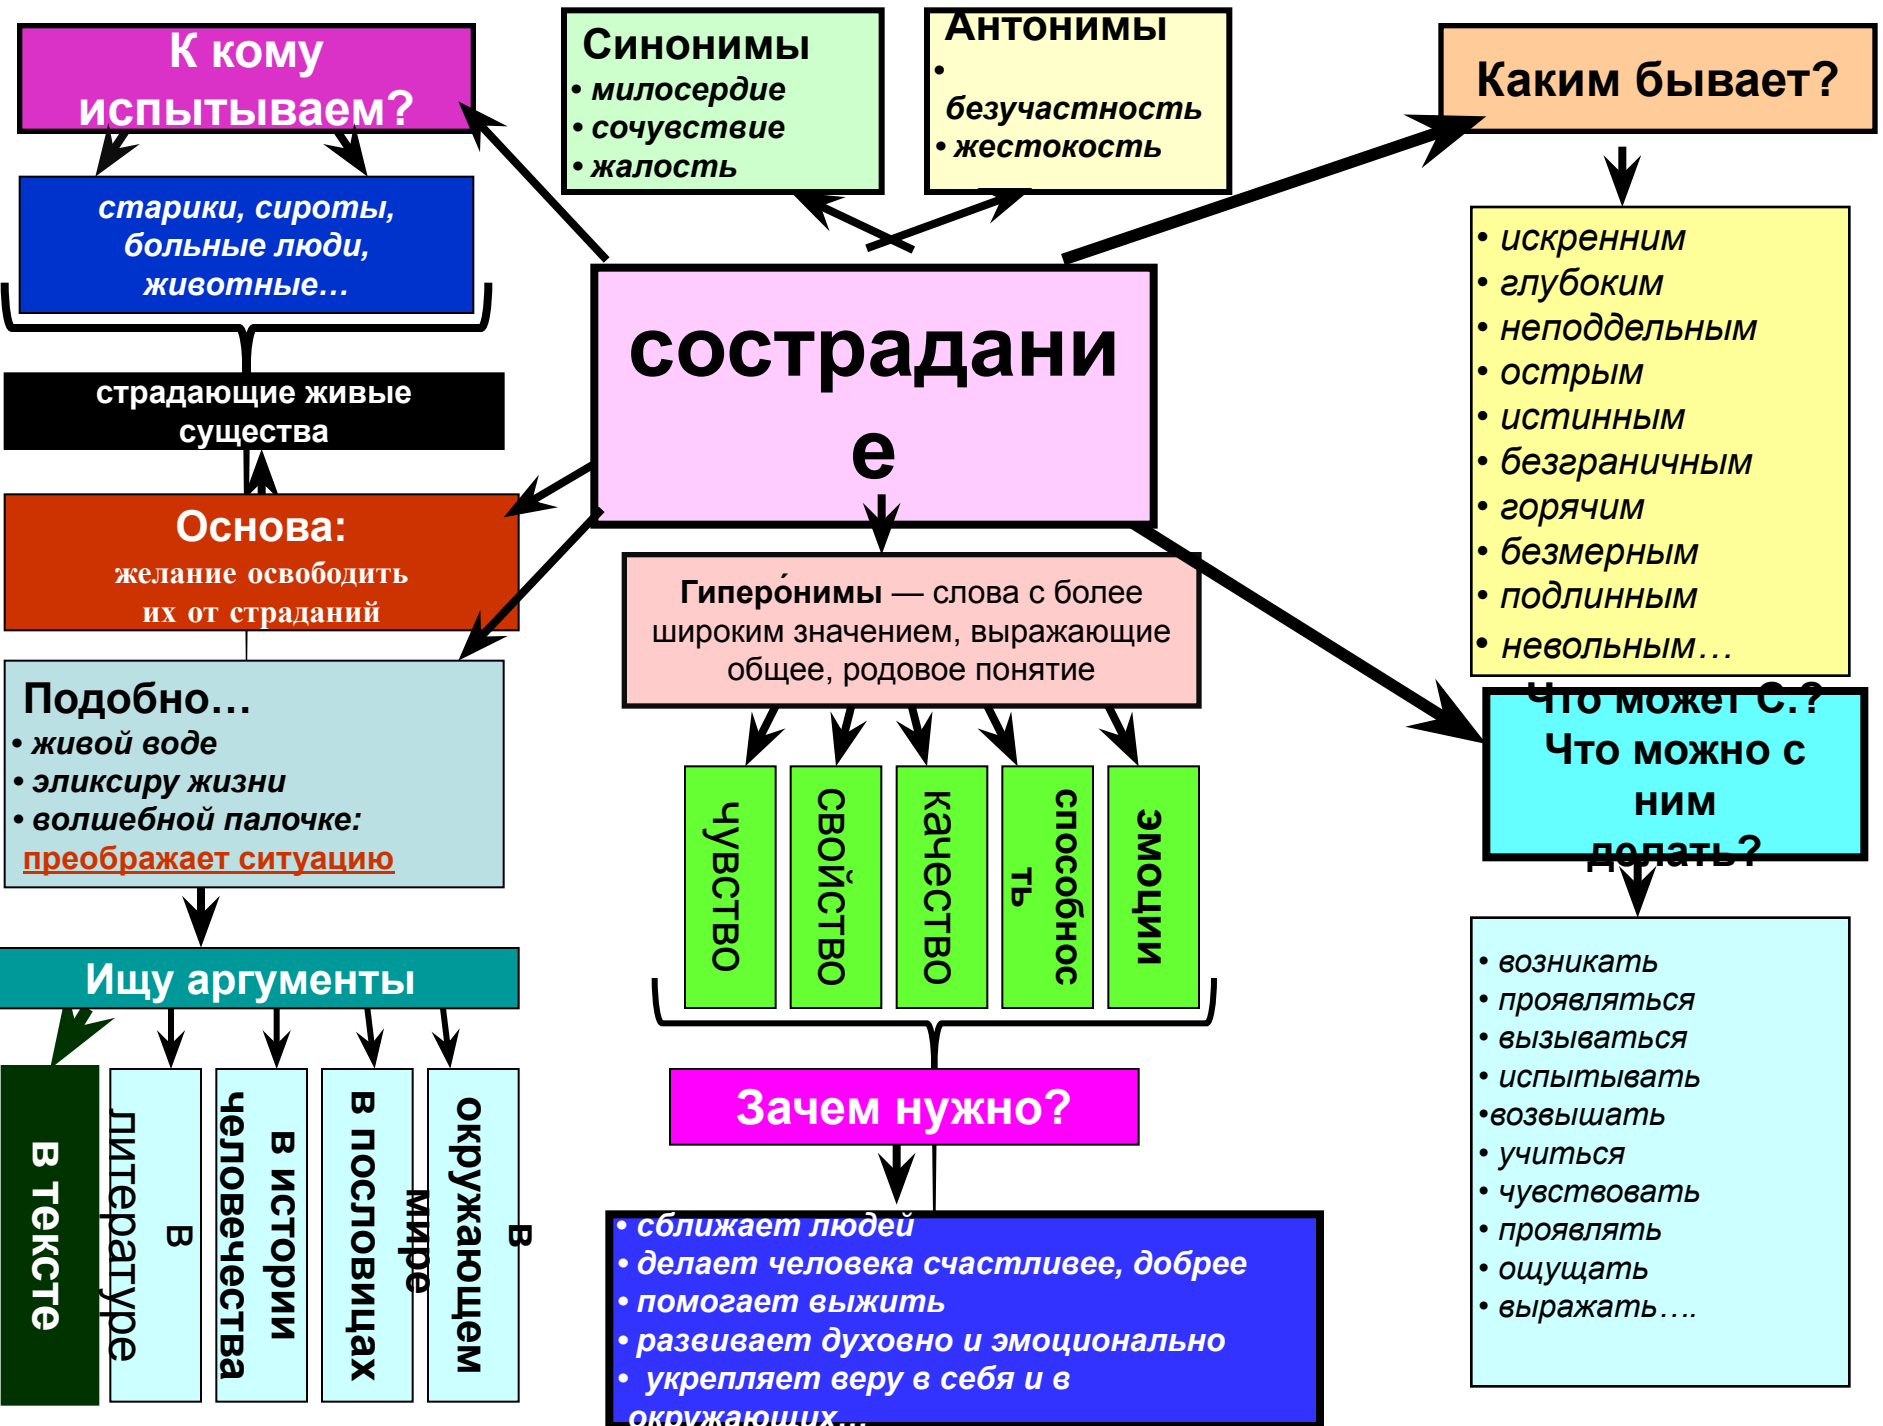 К кому
испытываем?
старики, сироты,
больные люди,
животные…
страдающие живые
существа
Основа:
желание освободить
их от страданий
Подобно…
• живой воде
• эликсиру жизни
• волшебной палочке:
преображает ситуацию
Ищу аргументы
в тексте
в
литературе
в истории
человечества
в пословицах
в
окружающем
мире
Синонимы
• милосердие
• сочувствие
• жалость
Антонимы
•
безучастность
• жестокость
сострадани
е
Гиперо́нимы — слова с более
широким значением, выражающие
общее, родовое понятие
чувство
свойство
качество
способнос
ть
эмоции
Зачем нужно?
• сближает людей
• делает человека счастливее, добрее
• помогает выжить
• развивает духовно и эмоционально
• укрепляет веру в себя и в
окружающих…
Каким бывает?
• искренним
• глубоким
• неподдельным
• острым
• истинным
• безграничным
• горячим
• безмерным
• подлинным
• невольным…
Что может С.?
Что можно с
ним
делать?
• возникать
• проявляться
• вызываться
• испытывать
•возвышать
• учиться
• чувствовать
• проявлять
• ощущать
• выражать….